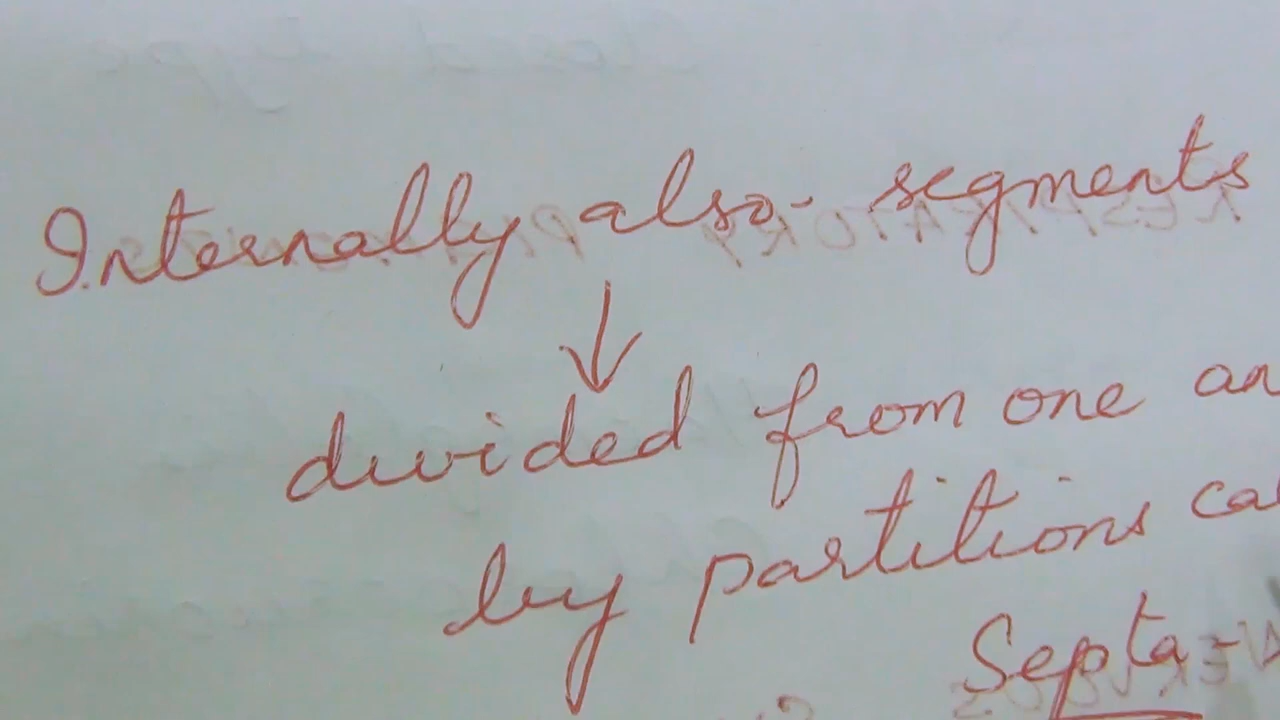 Internally also- segments
↓
divided from one an
by partitions ca
Septa-